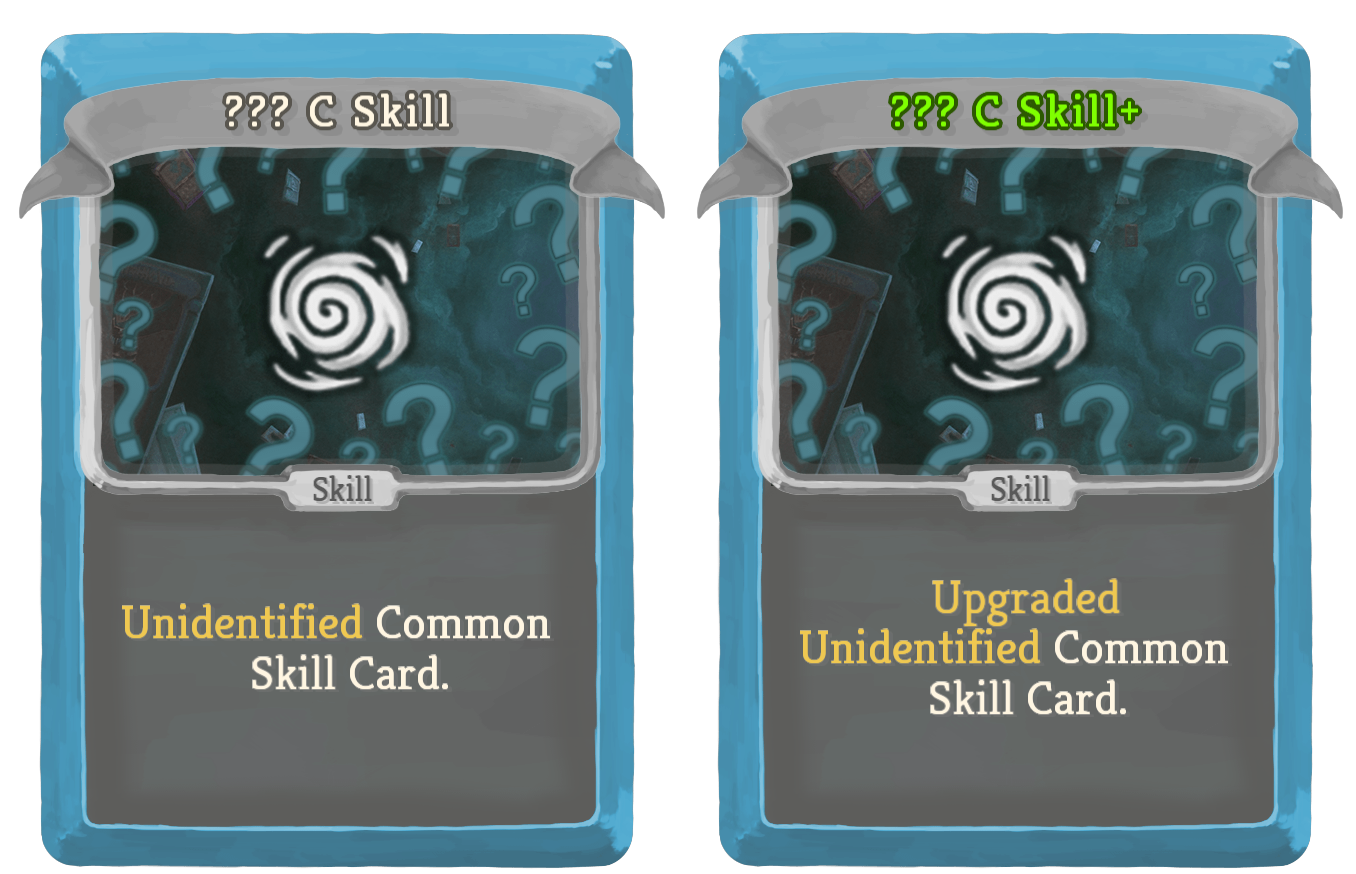 ??? C Skill
Skill
Unidentified Common
Skill Card.
??? C Skill+
Skill
Upgraded
Unidentified Common
Skill Card.